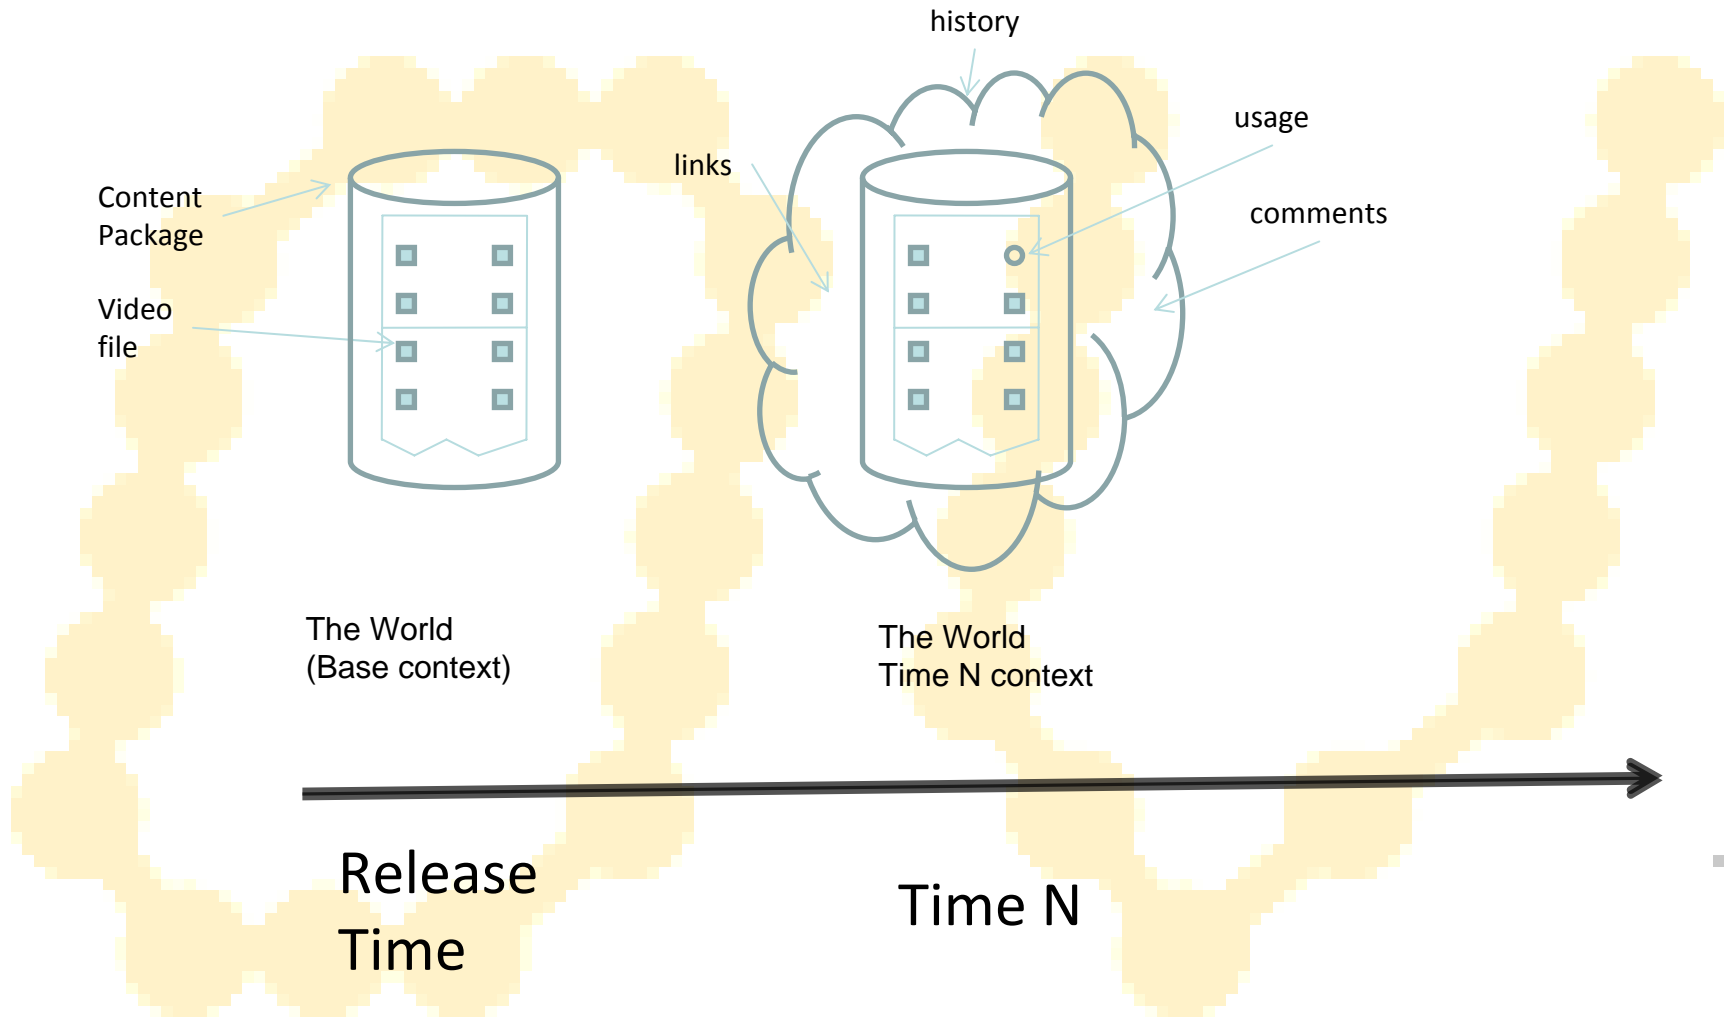 history
usage
links
comments
Content
Package
Video
file
The World
(Base context)
The World
Time N context
Release
Time
Time N